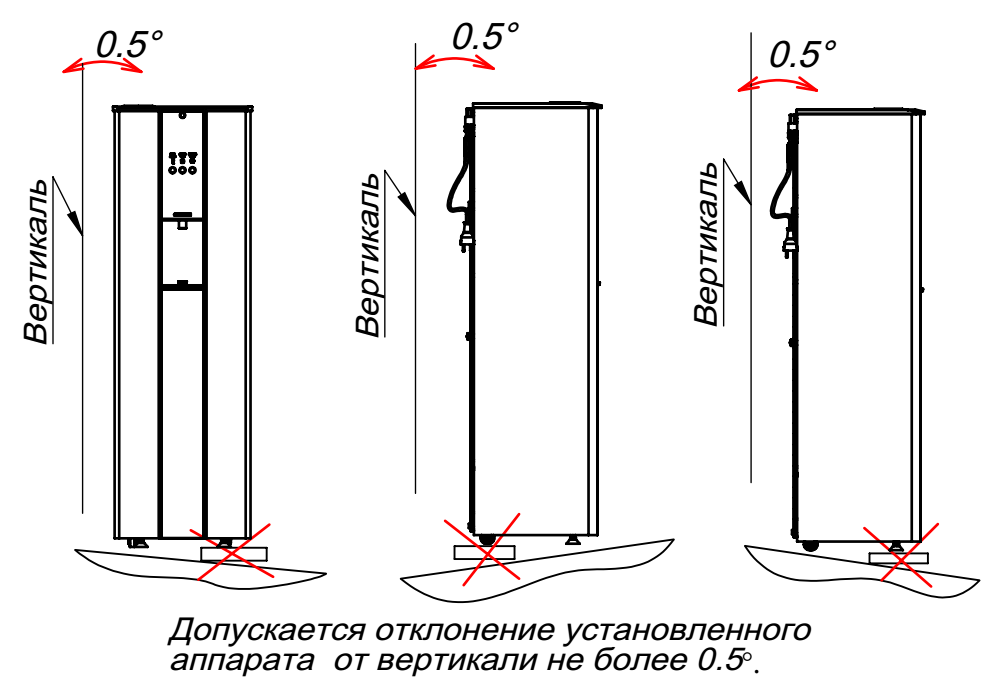 0.5°
0.5°
0.5°
Вертикаль
Вертикаль
Вертикаль
Допускается отклонение установленного
аппарата от вертикали не более 0.5°.